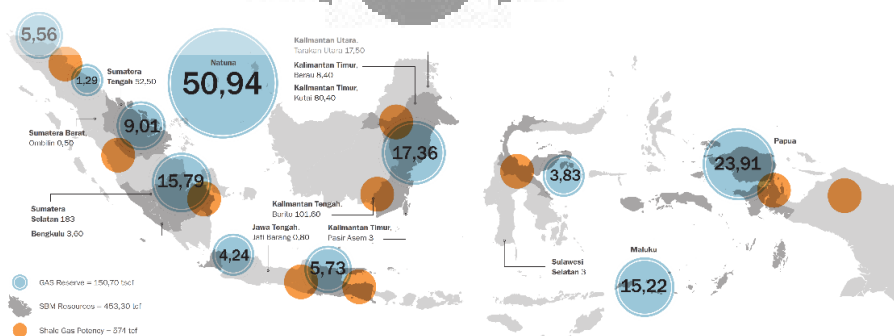 5,56
1,29
Sumatera
Tengah 52,50
Natuna
50,94
Kalimantan Utara.
Tarakan Utara 17,50
Kalimantan Timur.
Berau 8,40
Kalimantan Timur.
Kutai 80,40
9,01
Sumatera Barat.
Ombilin 0,50
17,36
15,79
Sumatera
Selatan 183
Bengkulu 3,60
Kalimantan Tengah.
Barito 101,60
Jawa Tengah.
Jati Barang 0,80
Kalimantan Timur.
Pasir Asem 3
4,24
5,73
3,83
Sulawesi
Selatan 3
Papua
23,91
Maluku
15,22
GAS Reserve = 150,70 tscf
SBM Resources = 453,30 tcf
Shale Gas Potency = 574 tcf